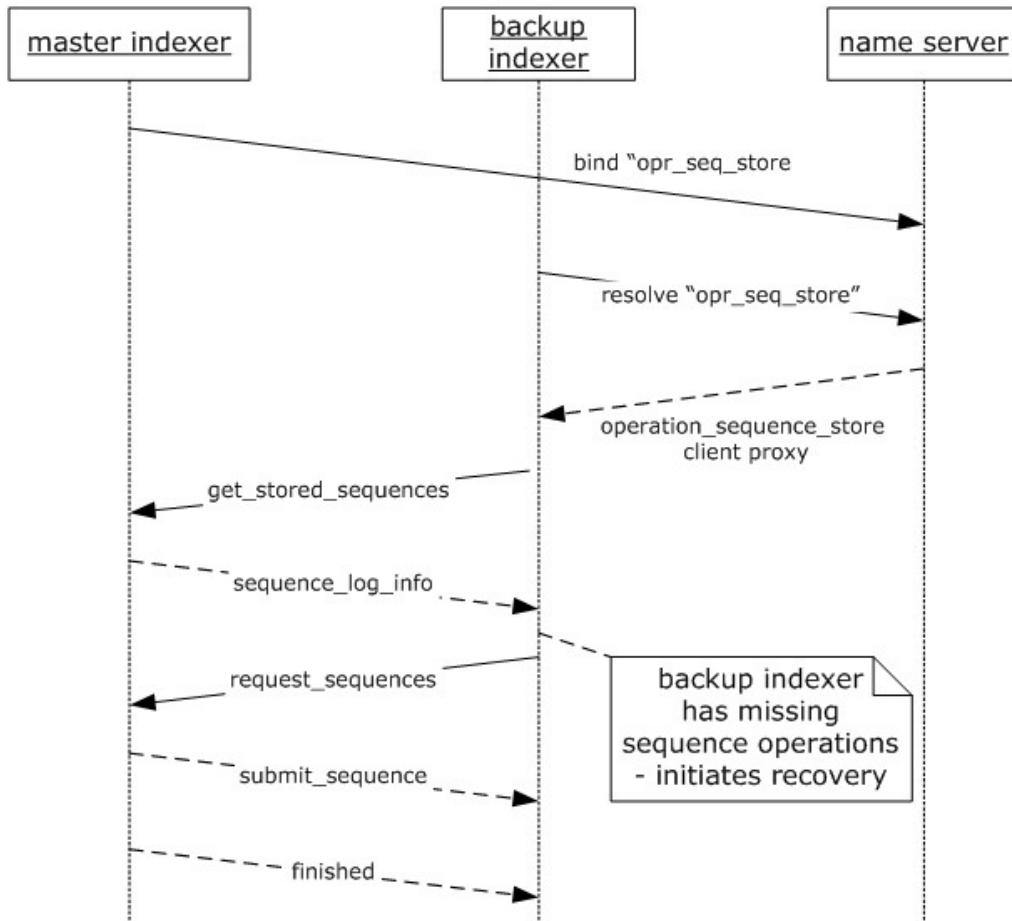 master indexer
backup
indexer
name server
bind “opr_seq_store
resolve “opr_seq_store”
operation_sequence_store
client proxy
get_stored_sequences
sequence_log_info
request_sequences
backup indexer
has missing
sequence operations
- initiates recovery
submit_sequence
finished